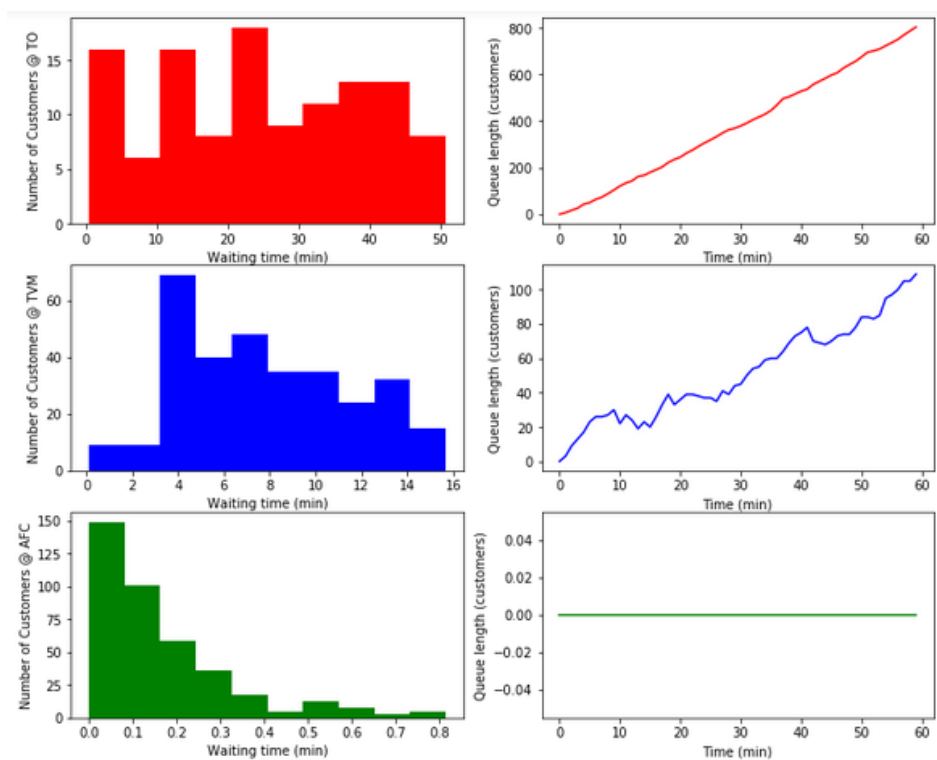 Number of Customers @ TO
15
10
5
0
0 10 20 30 40 50
Waiting time (min)
Queue length (customers)
800
600
400
200
0
0 10 20 30 40 50 60
Time (min)
Number of Customers @ TVM
60
40
20
0
0 2 4 6 8 10 12 14 16
Waiting time (min)
Queue length (customers)
100
80
60
40
20
0
0 10 20 30 40 50 60
Time (min)
Number of Customers @ AFC
150
125
100
75
50
25
0
0.0 0.1 0.2 0.3 0.4 0.5 0.6 0.7 0.8
Waiting time (min)
Queue length (customers)
0.04
0.02
0.00
−0.02
−0.04
0 10 20 30 40 50 60
Time (min)